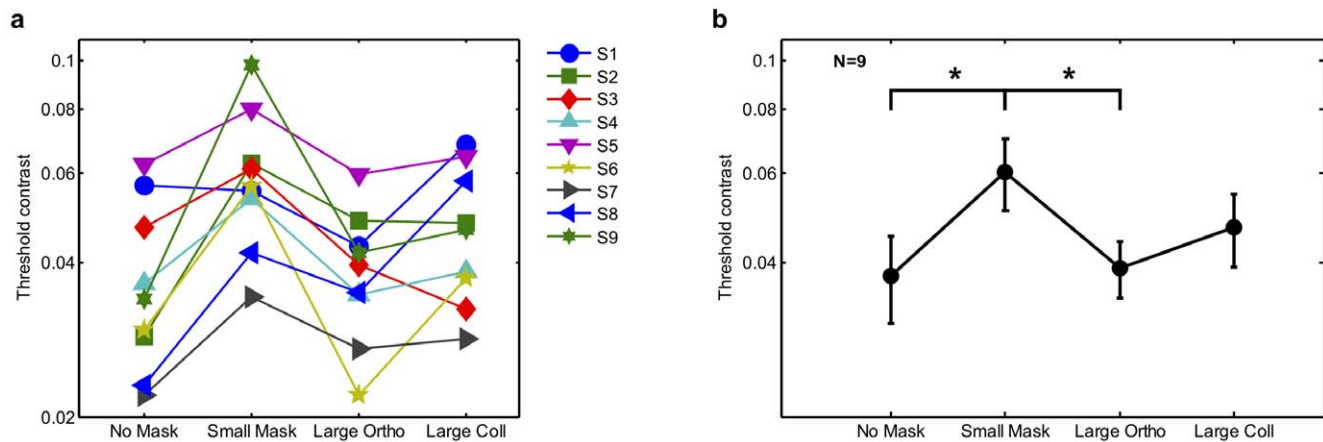 a
Threshold contrast
0.1
0.08
0.06
0.04
0.02
No Mask Small Mask Large Ortho Large Coll
S1
S2
S3
S4
S5
S6
S7
S8
S9
b
Threshold contrast
0.1
0.08
0.06
0.04
0.02
N=9
* *
No Mask Small Mask Large Ortho Large Coll